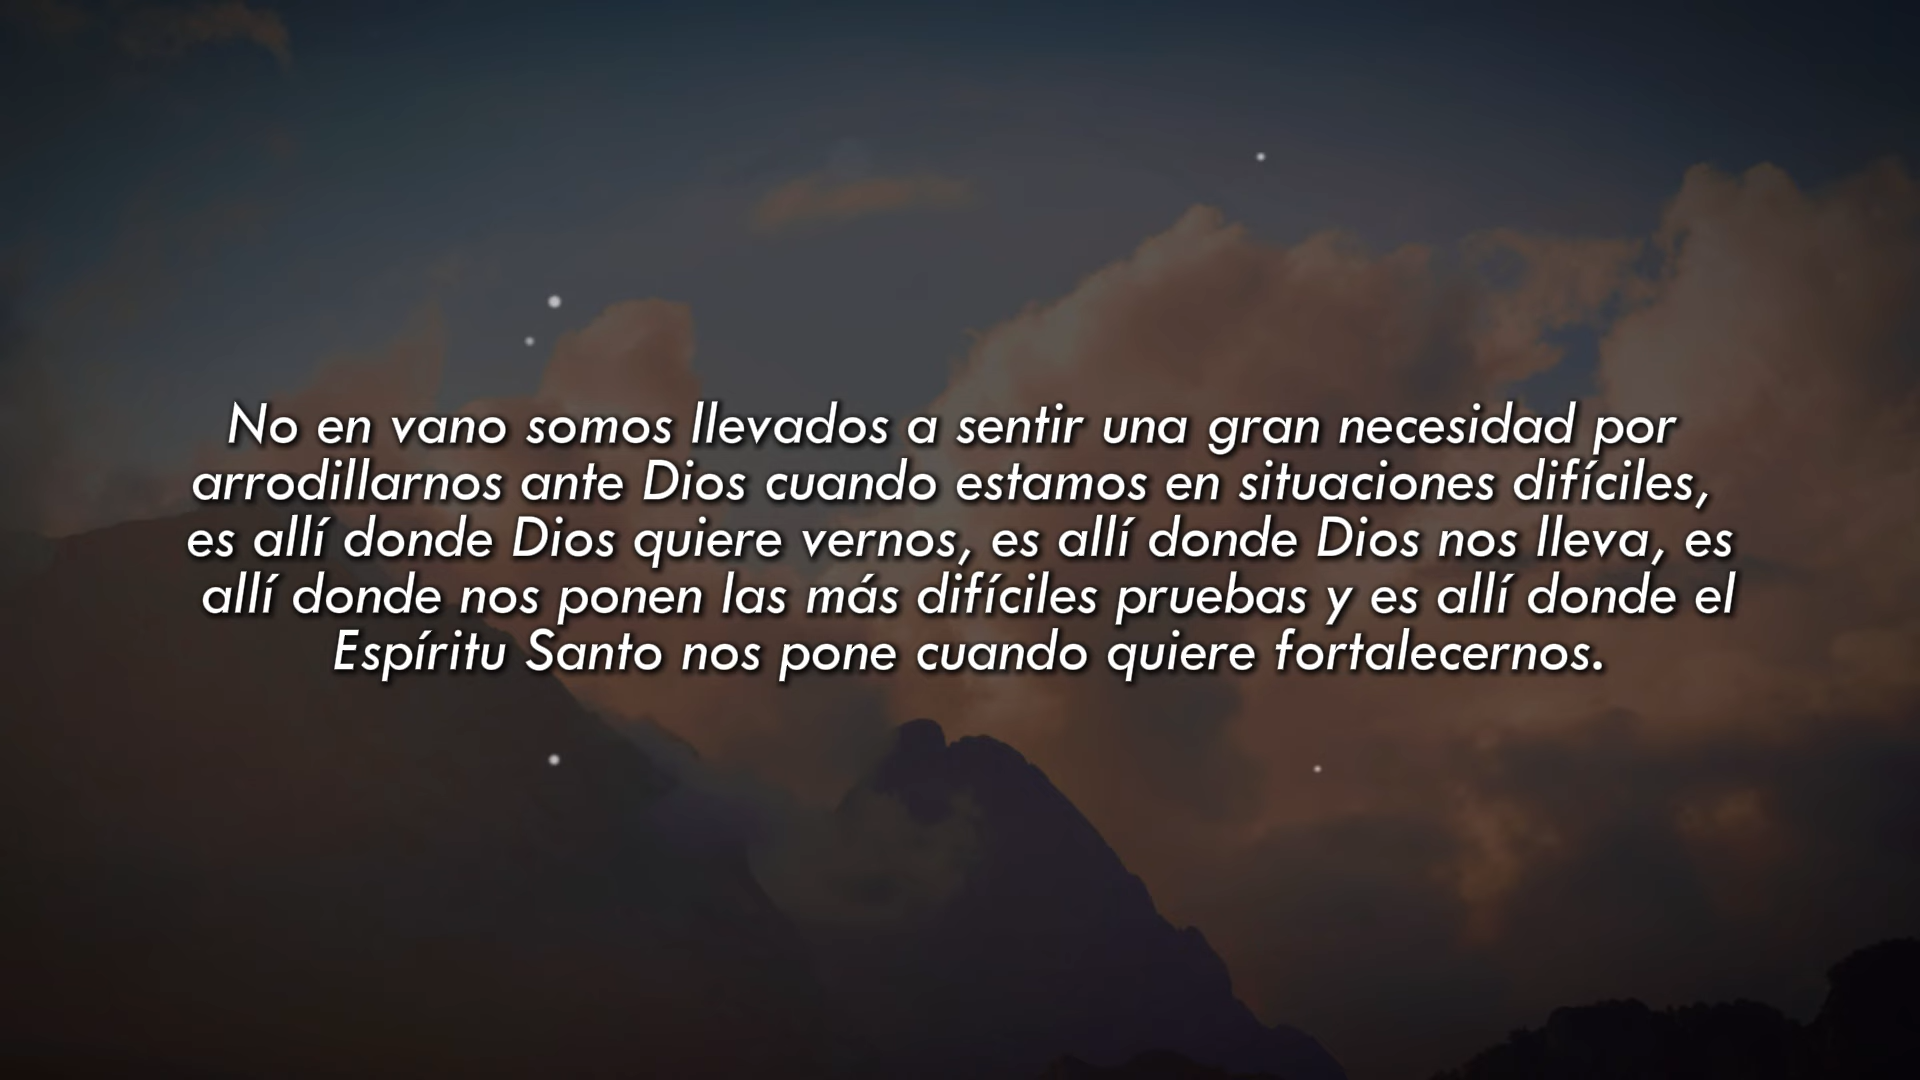 No en vano somos llevados a sentir una gran necesidad por
arrodillarnos ante Dios cuando estamos en situaciones difíciles,
es allí donde Dios quiere vernos, es allí donde Dios nos lleva, es
allí donde nos ponen las más difíciles pruebas y es allí donde el
Espíritu Santo nos pone cuando quiere fortalecernos.